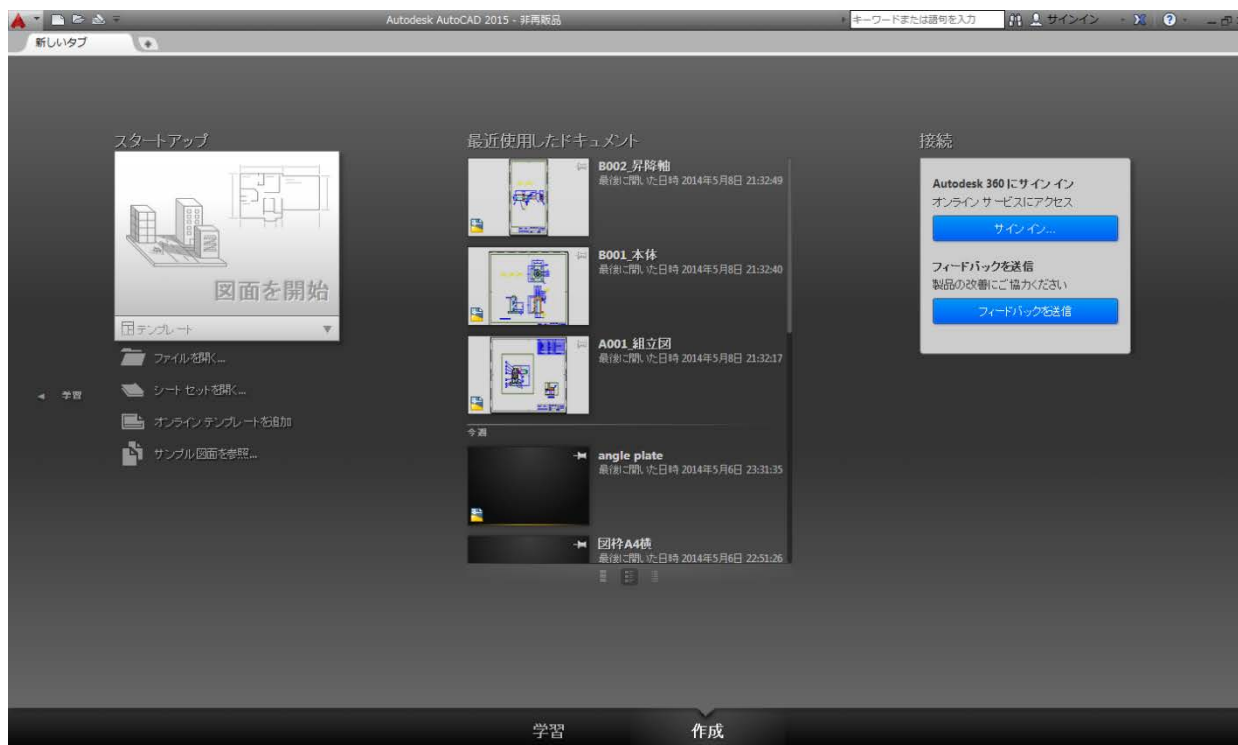 Autodesk AutoCAD 2015 - 非再販品
キーワードまたは語句を入力
サインイン
新しいタブ
スタートアップ
図面を開始
テンプレート
ファイルを開く...
シート セットを開く...
オンライン テンプレートを追加
サンプル図面を参照...
学習
最近使用したドキュメント
B002_昇降軸
最後に開いた日時 2014年5月8日 21:32:49
B001_本体
最後に開いた日時 2014年5月8日 21:32:40
A001_組立図
最後に開いた日時 2014年5月8日 21:32:17
今週
angle plate
最後に開いた日時 2014年5月6日 23:31:35
図枠A4横
最後に開いた日時 2014年5月6日 22:51:26
接続
Autodesk 360 にサイン イン
オンライン サービスにアクセス
サイン イン...
フィードバックを送信
製品の改善にご協力ください
フィードバックを送信
学習
作成